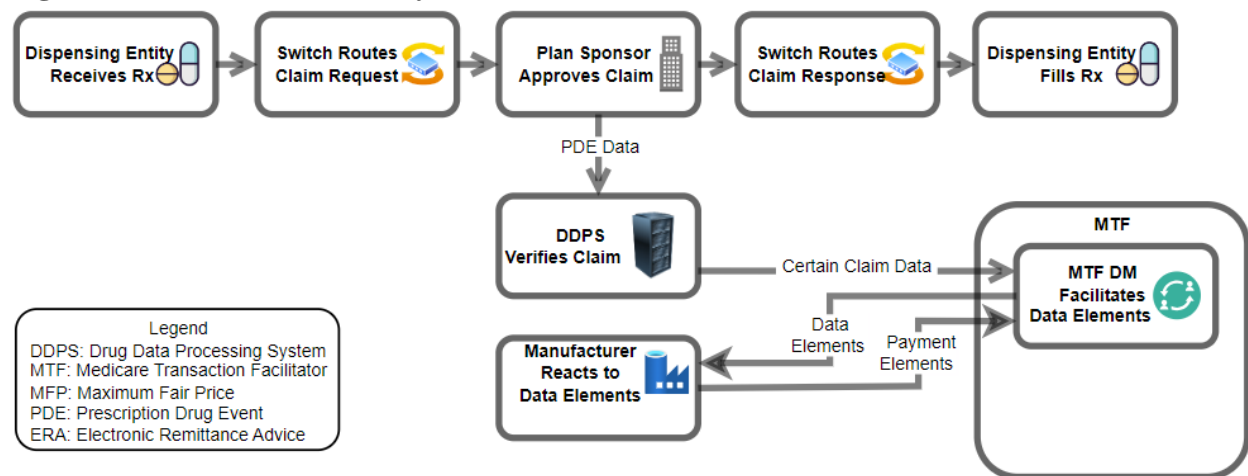 Dispensing Entity
Receives Rx
Switch Routes
Claim Request
Plan Sponsor
Approves Claim
Switch Routes
Claim Response
Dispensing Entity
Fills Rx
PDE Data
DDPS
Verifies Claim
Certain Claim Data
MTF
MTF DM
Facilitates
Data Elements
Data
Elements
Payment
Elements
Manufacturer
Reacts to
Data Elements
Legend
DDPS: Drug Data Processing System
MTF: Medicare Transaction Facilitator
MFP: Maximum Fair Price
PDE: Prescription Drug Event
ERA: Electronic Remittance Advice